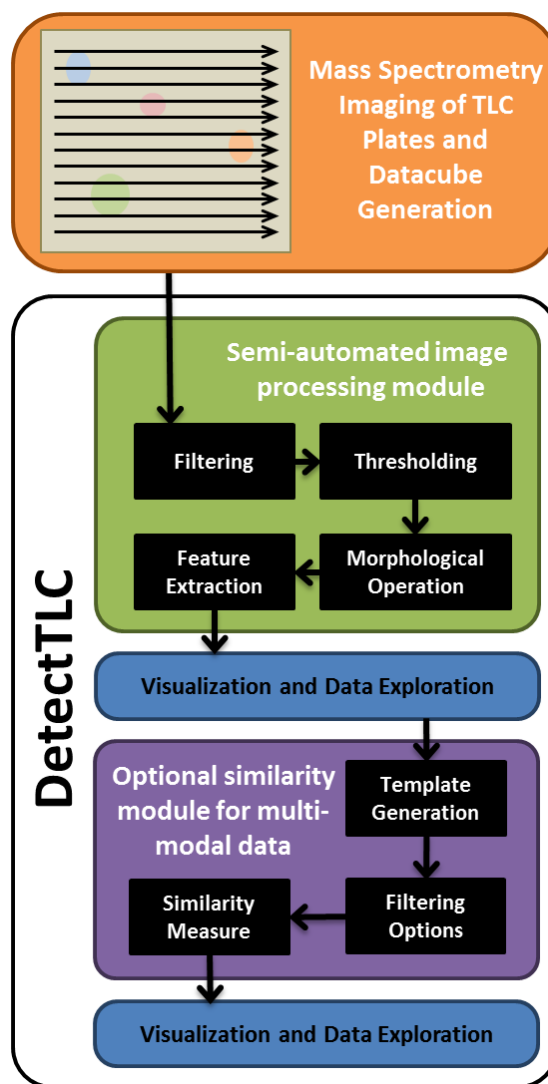 Mass Spectrometry
Imaging of TLC
Plates and
Datacube
Generation
DetectTLC
Semi-automated image
processing module
Filtering
Thresholding
Morphological
Operation
Feature
Extraction
Visualization and Data Exploration
Optional similarity
module for multi-
modal data
Template
Generation
Filtering
Options
Similarity
Measure
Visualization and Data Exploration